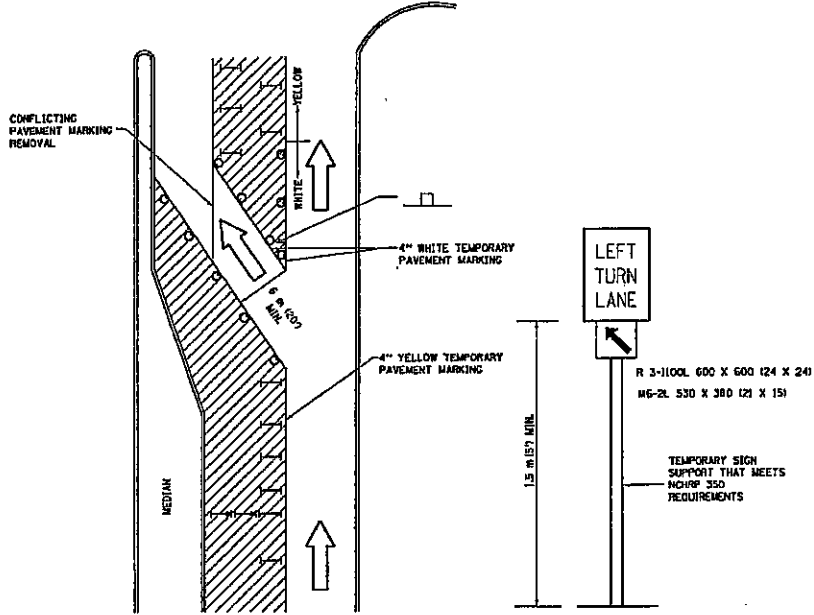 CONFLICTING
PAVEMENT MARKING
REMOVAL
YELLOW
WHITE
4" WHITE TEMPORARY
PAVEMENT MARKING
6 m (20') MIN.
4" YELLOW TEMPORARY
PAVEMENT MARKING
MEDIAN
LEFT
TURN
LANE
R 3-I100L 600 X 600 (24 X 24)
M6-2L 530 X 380 (21 X 15)
1.5 m (5') MIN.
TEMPORARY SIGN
SUPPORT THAT MEETS
NCHRP 350
REQUIREMENTS